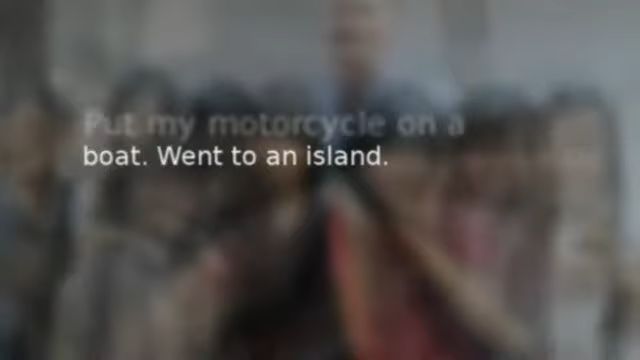 Put my motorcycle on a
boat. Went to an island.